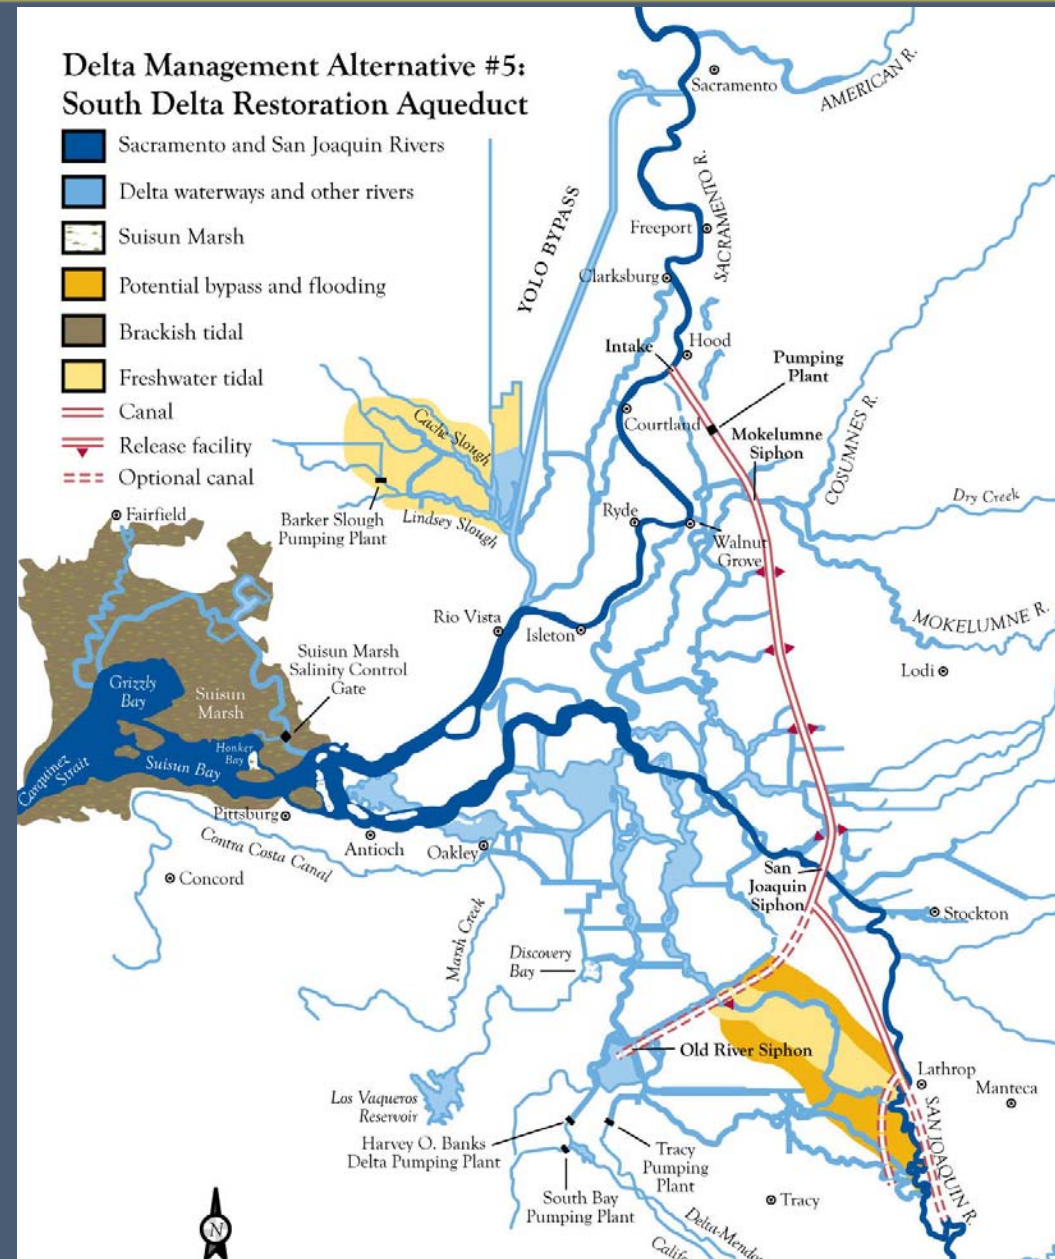 Delta Management Alternative #5:
South Delta Restoration Aqueduct
Sacramento and San Joaquin Rivers
Delta waterways and other rivers
Suisun Marsh
Potential bypass and flooding
Brackish tidal
Freshwater tidal
Canal
Release facility
Optional canal
Sacramento
AMERICAN R.
YOLO BYPASS
SACRAMENTO R.
Freeport
Clarksburg
Hood
Intake
Pumping
Plant
Courtland
Mokelumne
Siphon
COSUMNES R.
Dry Creek
Cache Slough
Lindsey Slough
Barker Slough
Pumping Plant
Fairfield
Ryde
Walnut
Grove
MOKELUMNE R.
Lodi
Rio Vista
Isleton
Suisun Marsh
Salinity Control
Gate
Grizzly
Bay
Suisun
Marsh
Honker
Bay
Suisun Bay
Carquinez
Strait
Pittsburg
Antioch
Oakley
Contra Costa Canal
Concord
San
Joaquin
Siphon
Stockton
Marsh Creek
Discovery
Bay
Old River Siphon
Lathrop
Manteca
SAN JOAQUIN R.
Los Vaqueros
Reservoir
Harvey O. Banks
Delta Pumping Plant
Tracy
Pumping
Plant
South Bay
Pumping Plant
Tracy
Delta-Mendo
Califo
N